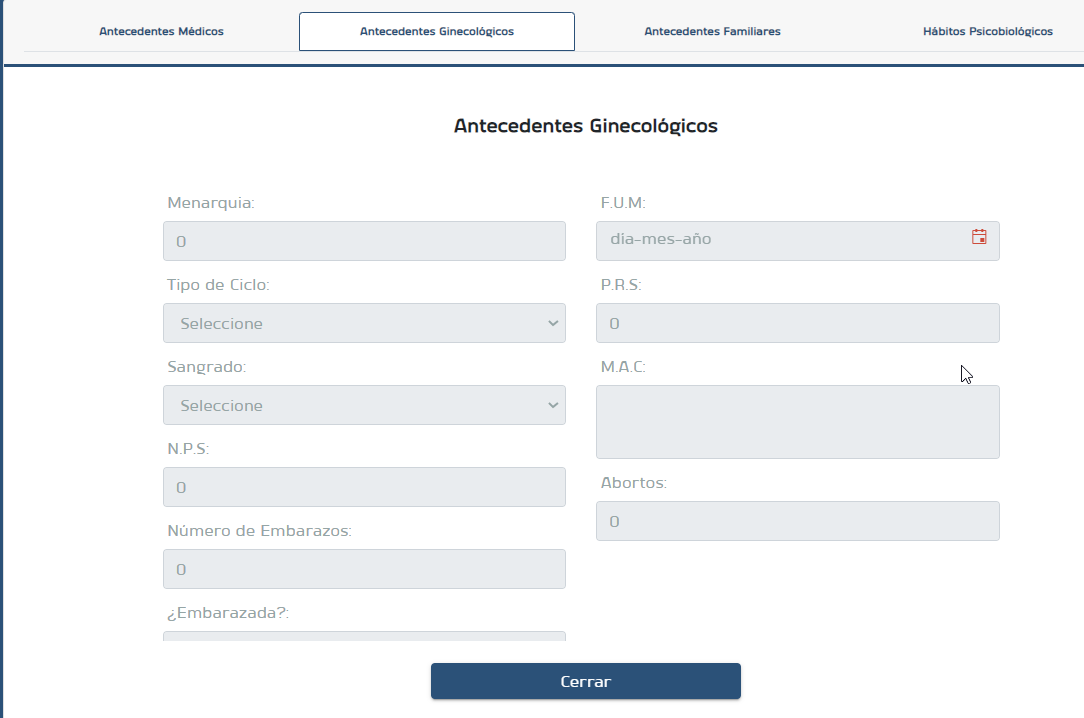 Antecedentes Médicos
Antecedentes Ginecológicos
Antecedentes Familiares
Hábitos Psicobiológicos
Antecedentes Ginecológicos
Menarquia:
0
Tipo de Ciclo:
Seleccione
Sangrado:
Seleccione
N.P.S:
0
Número de Embarazos:
0
¿Embarazada?:
F.U.M:
dia-mes-año
P.R.S:
0
M.A.C:
Abortos:
0
Cerrar